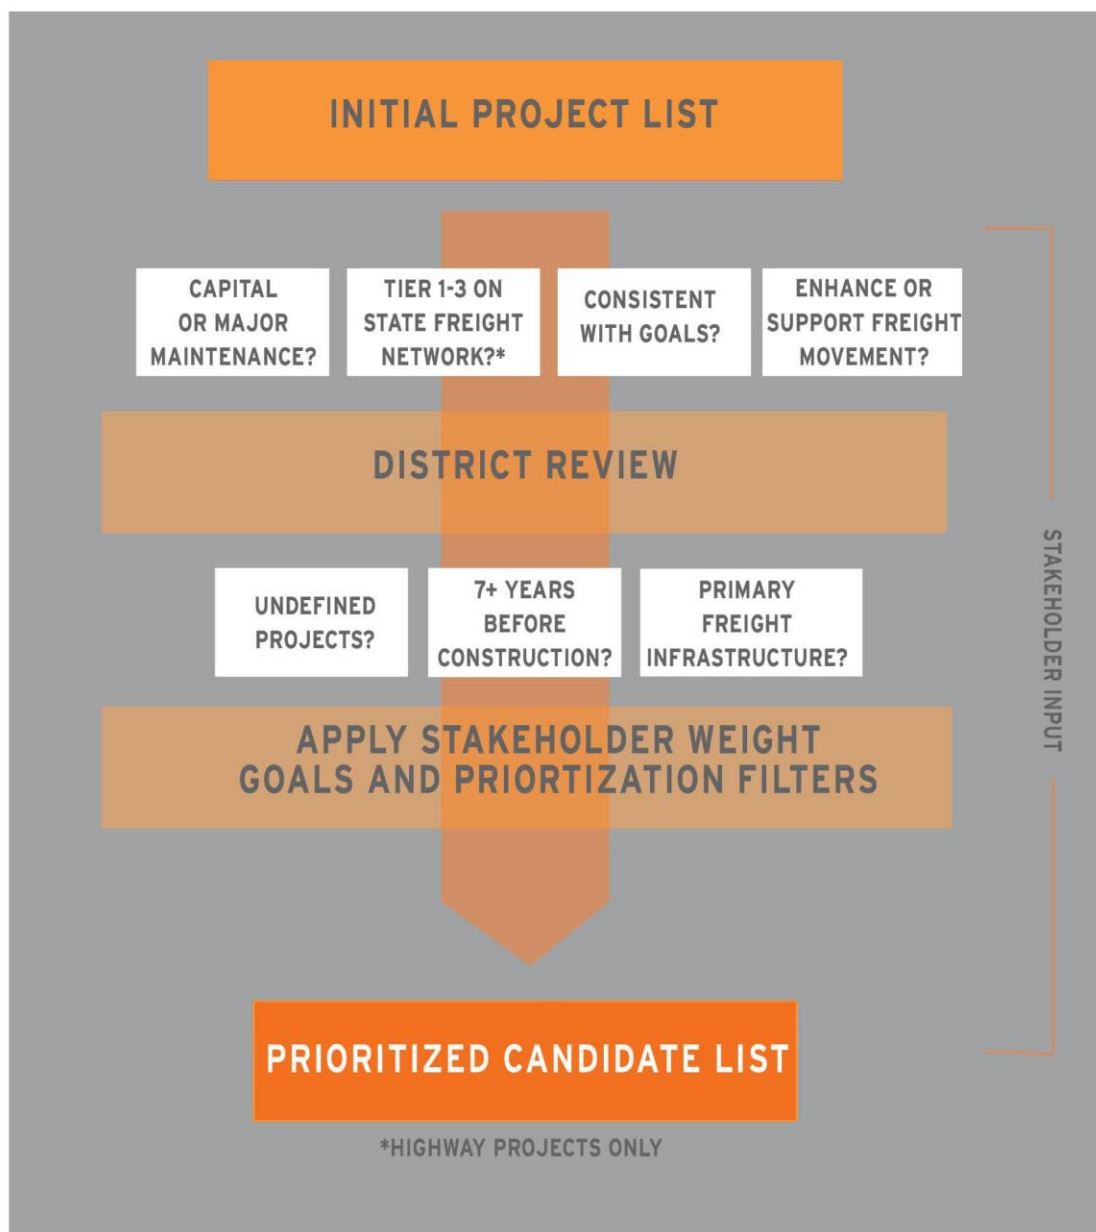 INITIAL PROJECT LIST
CAPITAL
OR MAJOR
MAINTENANCE?
TIER 1-3 ON
STATE FREIGHT
NETWORK?*
CONSISTENT
WITH GOALS?
ENHANCE OR
SUPPORT FREIGHT
MOVEMENT?
DISTRICT REVIEW
UNDEFINED
PROJECTS?
7+ YEARS
BEFORE
CONSTRUCTION?
PRIMARY
FREIGHT
INFRASTRUCTURE?
APPLY STAKEHOLDER WEIGHT
GOALS AND PRIORTIZATION FILTERS
STAKEHOLDER INPUT
PRIORITIZED CANDIDATE LIST
*HIGHWAY PROJECTS ONLY